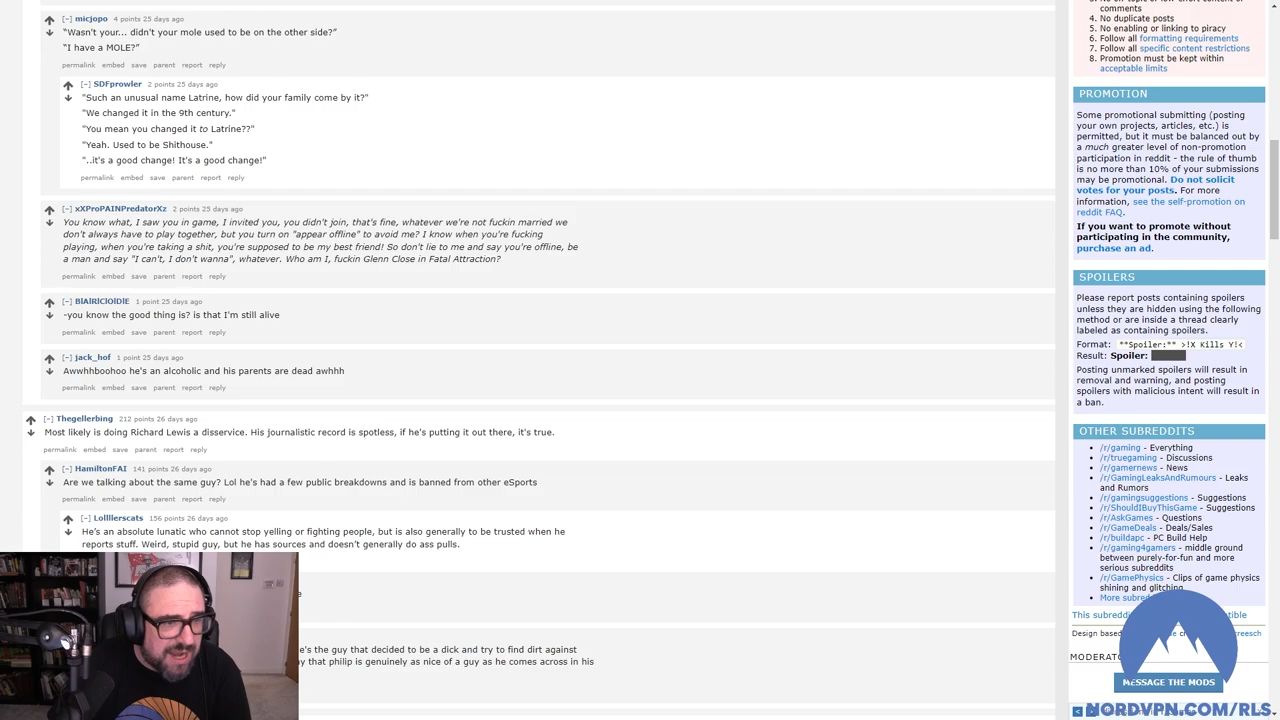 [–] micjopo 4 points 25 days ago
“Wasn't your... didn't your mole used to be on the other side?”
“I have a MOLE?”
permalink embed save parent report reply
[–] SDFprowler 2 points 25 days ago
"Such an unusual name Latrine, how did your family come by it?"
"We changed it in the 9th century."
"You mean you changed it to Latrine??"
"Yeah. Used to be Shithouse."
"..it's a good change! It's a good change!"
permalink embed save parent report reply
[–] xXProPAINPredatorXz 2 points 25 days ago
You know what, I saw you in game, I invited you, you didn't join, that's fine, whatever we're not fuckin married we
don't always have to play together, but you turn on "appear offline" to avoid me? I know when you're fucking
playing, when you're taking a shit, you're supposed to be my best friend! So don't lie to me and say you're offline, be
a man and say "I can't, I don't wanna", whatever. Who am I, fuckin Glenn Close in Fatal Attraction?
permalink embed save parent report reply
[–] BlAlRlClOlDlE 1 point 25 days ago
-you know the good thing is? is that I'm still alive
permalink embed save parent report reply
[–] jack_hof 1 point 25 days ago
Awwhhboohoo he's an alcoholic and his parents are dead awhhh
permalink embed save parent report reply
[–] Thegellerbing 212 points 26 days ago
Most likely is doing Richard Lewis a disservice. His journalistic record is spotless, if he's putting it out there, it's true.
permalink embed save parent report reply
[–] HamiltonFAI 141 points 26 days ago
Are we talking about the same guy? Lol he's had a few public breakdowns and is banned from other eSports
permalink embed save parent report reply
[–] Lollllerscats 156 points 26 days ago
He's an absolute lunatic who cannot stop yelling or fighting people, but is also generally to be trusted when he
reports stuff. Weird, stupid guy, but he has sources and doesn't generally do ass pulls.
e's the guy that decided to be a dick and try to find dirt against
y that philip is genuinely as nice of a guy as he comes across in his
comments
4. No duplicate posts
5. No enabling or linking to piracy
6. Follow all formatting requirements
7. Follow all specific content restrictions
8. Promotion must be kept within
acceptable limits
PROMOTION
Some promotional submitting (posting
your own projects, articles, etc.) is
permitted, but it must be balanced out by
a much greater level of non-promotion
participation in reddit - the rule of thumb
is no more than 10% of your submissions
may be promotional. Do not solicit
votes for your posts. For more
information, see the self-promotion on
reddit FAQ.
If you want to promote without
participating in the community,
purchase an ad.
SPOILERS
Please report posts containing spoilers
unless they are hidden using the following
method or are inside a thread clearly
labeled as containing spoilers.
Format: **Spoiler:** >!X Kills Y!<
Result: Spoiler:
Posting unmarked spoilers will result in
removal and warning, and posting
spoilers with malicious intent will result in
a ban.
OTHER SUBREDDITS
/r/gaming - Everything
/r/truegaming - Discussions
/r/gamernews - News
/r/GamingLeaksAndRumours - Leaks
and Rumors
/r/gamingsuggestions - Suggestions
/r/ShouldIBuyThisGame - Suggestions
/r/AskGames - Questions
/r/GameDeals - Deals/Sales
/r/buildapc - PC Build Help
/r/gaming4gamers - middle ground
between purely-for-fun and more
serious subreddits
/r/GamePhysics - Clips of game physics
shining and glitching
More subred
This subreddi tible
Design based
MODERATO
MESSAGE THE MODS
NORDVPN.COM/RLS